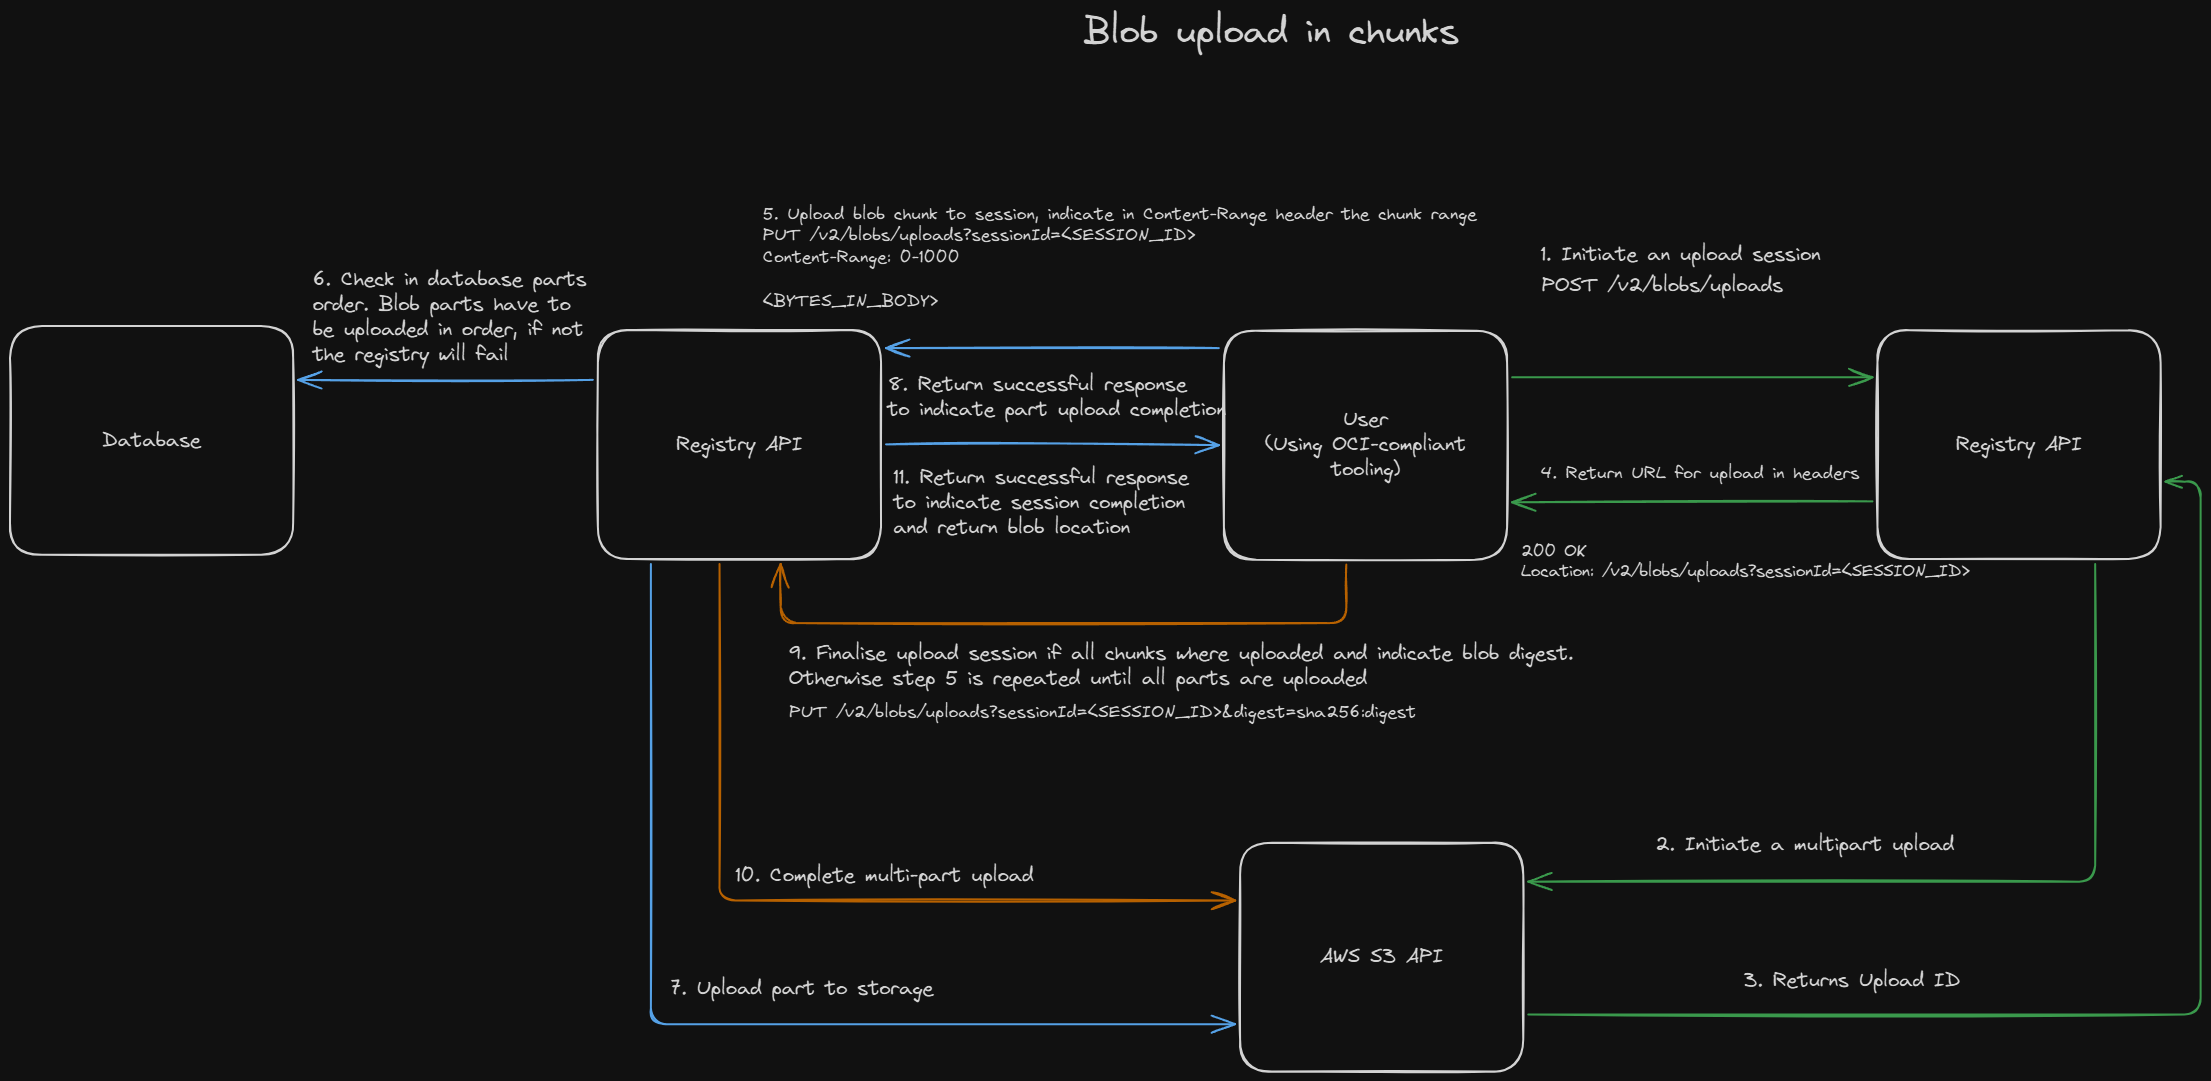 Blob upload in chunks
5. Upload blob chunk to session, indicate in Content-Range header the chunk range
PUT /v2/blobs/uploads?sessionId=<SESSION_ID>
Content-Range: 0-1000
<BYTES_IN_BODY>
1. Initiate an upload session
POST /v2/blobs/uploads
6. Check in database parts
order. Blob parts have to
be uploaded in order, if not
the registry will fail
Database
Registry API
8. Return successful response
to indicate part upload completion
11. Return successful response
to indicate session completion
and return blob location
User
(Using OCI-compliant
tooling)
4. Return URL for upload in headers
200 OK
Location: /v2/blobs/uploads?sessionId=<SESSION_ID>
Registry API
9. Finalise upload session if all chunks where uploaded and indicate blob digest.
Otherwise step 5 is repeated until all parts are uploaded
PUT /v2/blobs/uploads?sessionId=<SESSION_ID>&digest=sha256:digest
2. Initiate a multipart upload
10. Complete multi-part upload
AWS S3 API
3. Returns Upload ID
7. Upload part to storage